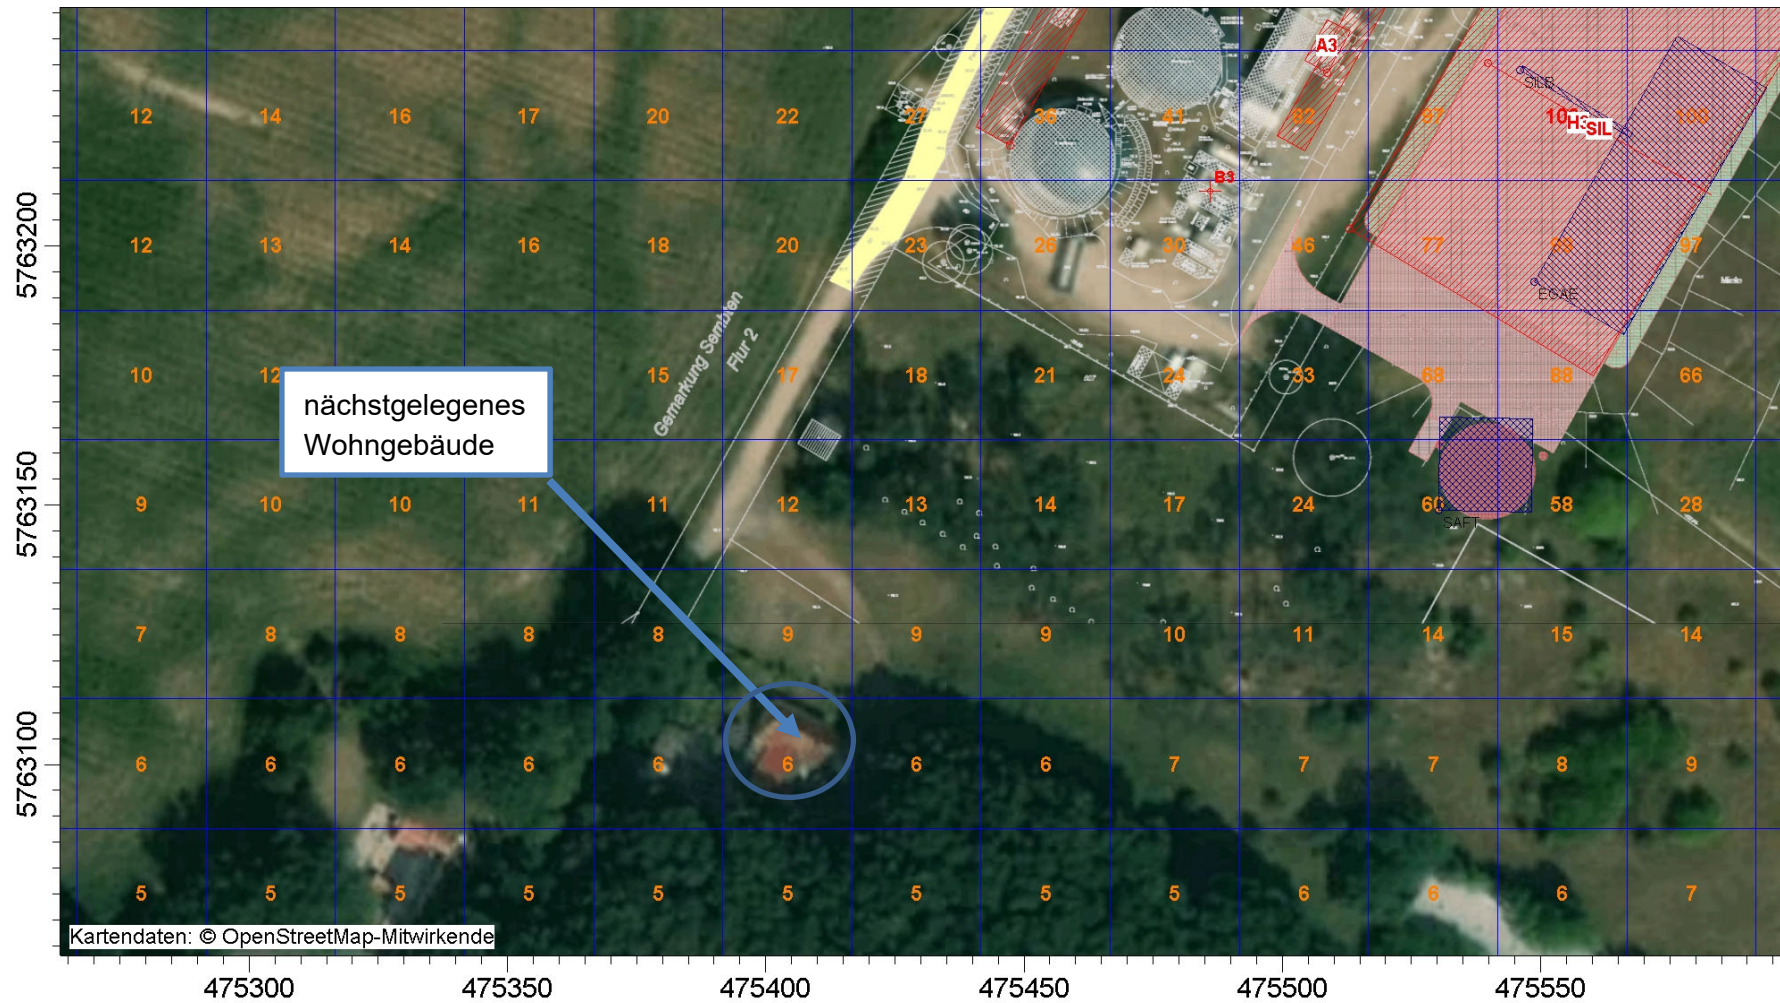 A3
SILB
12 14 16 17 20 22 27 36 41 92 97 100
H3 SIL
B3
5763200
12 13 14 16 18 20 23 26 30 46 77 97
Miele
EGAE
Gemarkung Sembten
Flur 2
10 12 15 17 18 21 24 33 68 88 66
nächstgelegenes
Wohngebäude
5763150
9 10 10 11 11 12 13 14 17 24 60 58 28
SAFT
7 8 8 8 8 9 9 9 10 11 14 15 14
5763100
6 6 6 6 6 6 6 6 7 7 7 8 9
5 5 5 5 5 5 5 5 5 6 6 6 7
Kartendaten: © OpenStreetMap-Mitwirkende
475300 475350 475400 475450 475500 475550